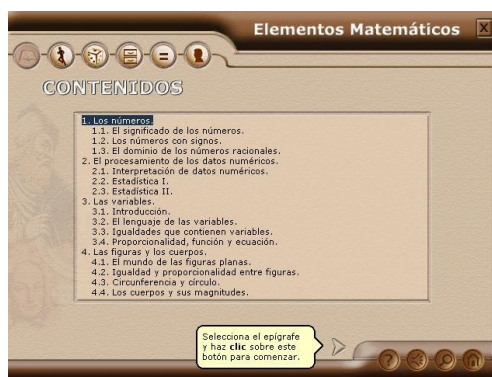 Elementos Matemáticos
X
CONTENIDOS
1. Los números.
1.1. El significado de los números.
1.2. Los números con signos.
1.3. El dominio de los números racionales.
2. El procesamiento de los datos numéricos.
2.1. Interpretación de datos numéricos.
2.2. Estadística I.
2.3. Estadística II.
3. Las variables.
3.1. Introducción.
3.2. El lenguaje de las variables.
3.3. Igualdades que contienen variables.
3.4. Proporcionalidad, función y ecuación.
4. Las figuras y los cuerpos.
4.1. El mundo de las figuras planas.
4.2. Igualdad y proporcionalidad entre figuras.
4.3. Circunferencia y círculo.
4.4. Los cuerpos y sus magnitudes.
Selecciona el epígrafe
y haz clic sobre este
botón para comenzar.
?